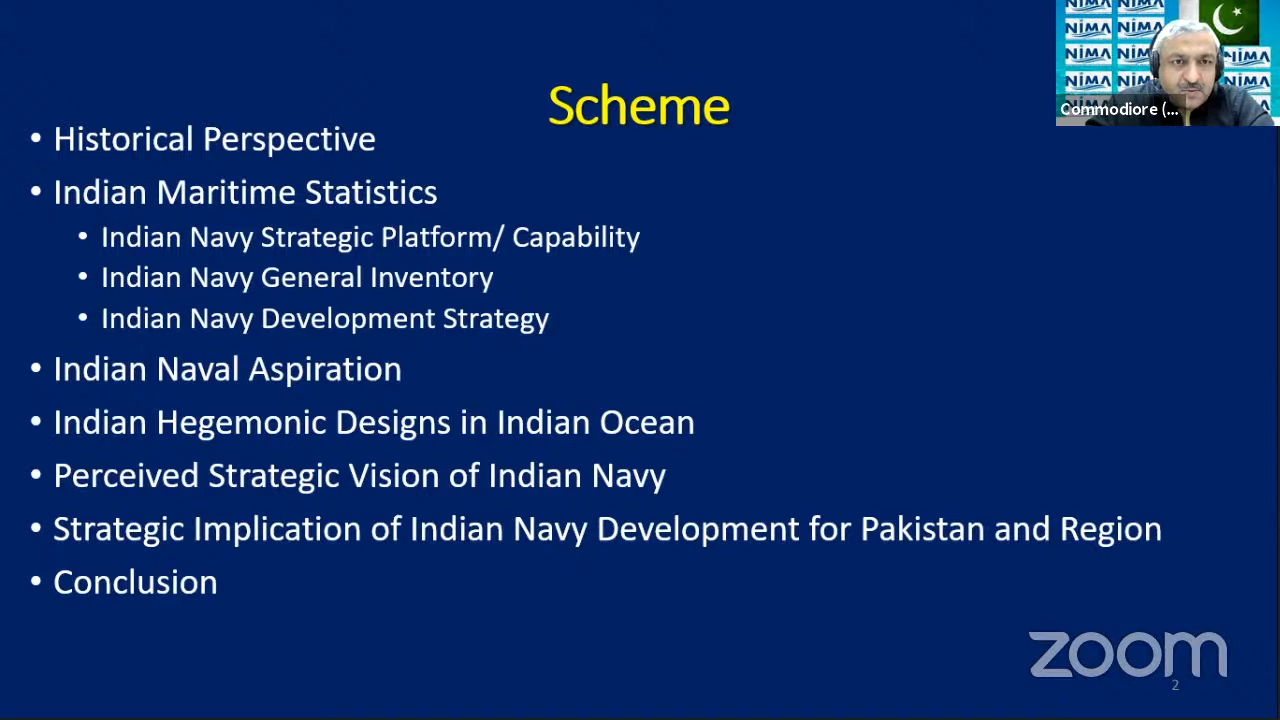 Scheme
• Historical Perspective
• Indian Maritime Statistics
• Indian Navy Strategic Platform/ Capability
• Indian Navy General Inventory
• Indian Navy Development Strategy
• Indian Naval Aspiration
• Indian Hegemonic Designs in Indian Ocean
• Perceived Strategic Vision of Indian Navy
• Strategic Implication of Indian Navy Development for Pakistan and Region
• Conclusion
NIMA NIMA
NIMA NIMA
NIMA NIMA NIMA
NIMA NIMA NIMA
Commodiore (...
zoom
2